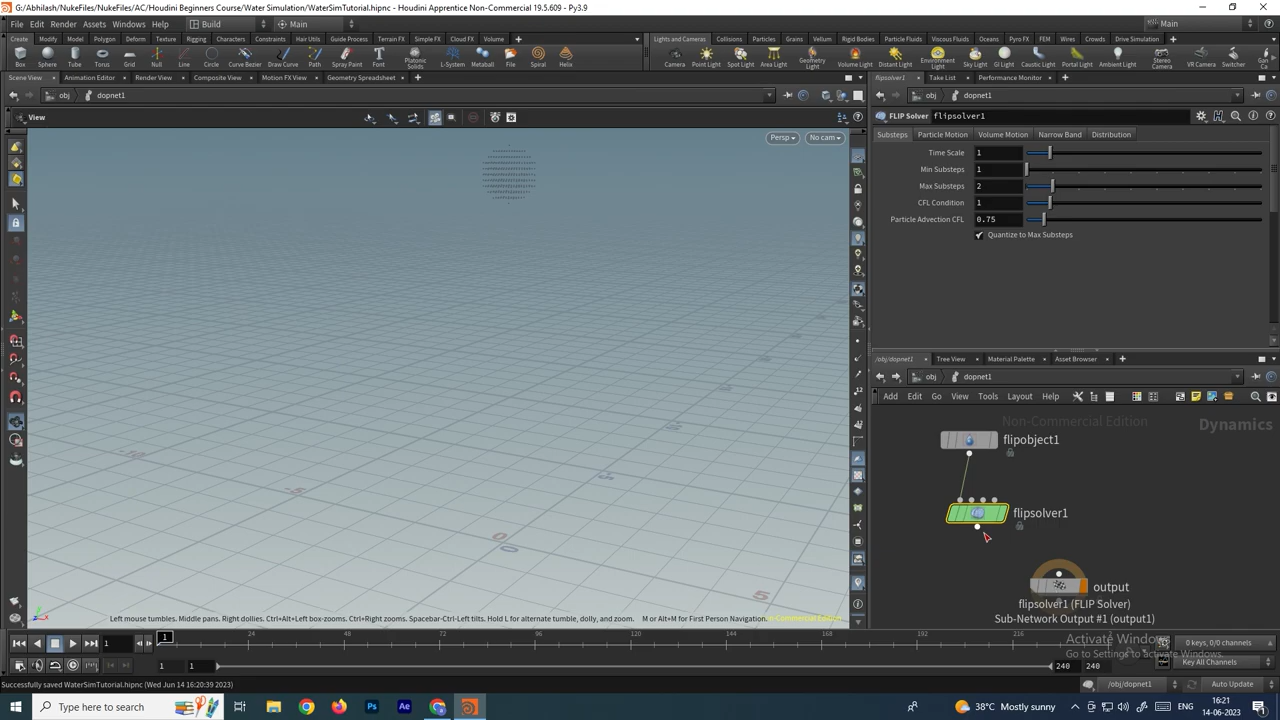 G:/Abhilash/NukeFiles/NukeFiles/AC/Houdini Beginners Course/Water Simulation/WaterSimTutorial.hipnc - Houdini Apprentice Non-Commercial 19.5.609 - Py3.9
File Edit Render Assets Windows Help Build Main Main
Create Modify Model Polygon Deform Texture Rigging Characters Constraints Hair Utils Guide Process Terrain FX Simple FX Cloud FX Volume
Lights and Cameras Collisions Particles Grains Vellum Rigid Bodies Particle Fluids Viscous Fluids Oceans Pyro FX FEM Wires Crowds Drive Simulation
Box Sphere Tube Torus Grid Null Line Circle Curve Bezier Draw Curve Path Spray Paint Font Platonic Solids L-System Metaball File Spiral Helix
Camera Point Light Spot Light Area Light Geometry Light Volume Light Distant Light Environment Light Sky Light GI Light Caustic Light Portal Light Ambient Light Stereo Camera VR Camera Switcher
Scene View Animation Editor Render View Composite View Motion FX View Geometry Spreadsheet
flipsolver1 Take List Performance Monitor
obj dopnet1
obj dopnet1
View
FLIP Solver flipsolver1
Persp No cam
Substeps Particle Motion Volume Motion Narrow Band Distribution
Time Scale 1
Min Substeps 1
Max Substeps 2
CFL Condition 1
Particle Advection CFL 0.75
Quantize to Max Substeps
/obj/dopnet1 Tree View Material Palette Asset Browser
obj dopnet1
Add Edit Go View Tools Layout Help
Non-Commercial Edition
Dynamics
flipobject1
flipsolver1
output
flipsolver1 (FLIP Solver)
Sub-Network Output #1 (output1)
Left mouse tumbles. Middle pans. Right dollies. Ctrl+Alt+Left box-zooms. Ctrl+Right zooms. Spacebar-Ctrl-Left tilts. Hold L for alternate tumble, dolly, and zoom. M or Alt+M for First Person Navigation.
1 1 24 48 72 96 120 144 168 192 216
0 keys, 0/0 channels
Activate Windows
Go to Settings to activate Windows.
1 1 240 240 Key All Channels
Successfully saved WaterSimTutorial.hipnc (Wed Jun 14 16:20:39 2023)
/obj/dopnet1 Auto Update
Type here to search
38°C Mostly sunny ENG 16:21
14-06-2023